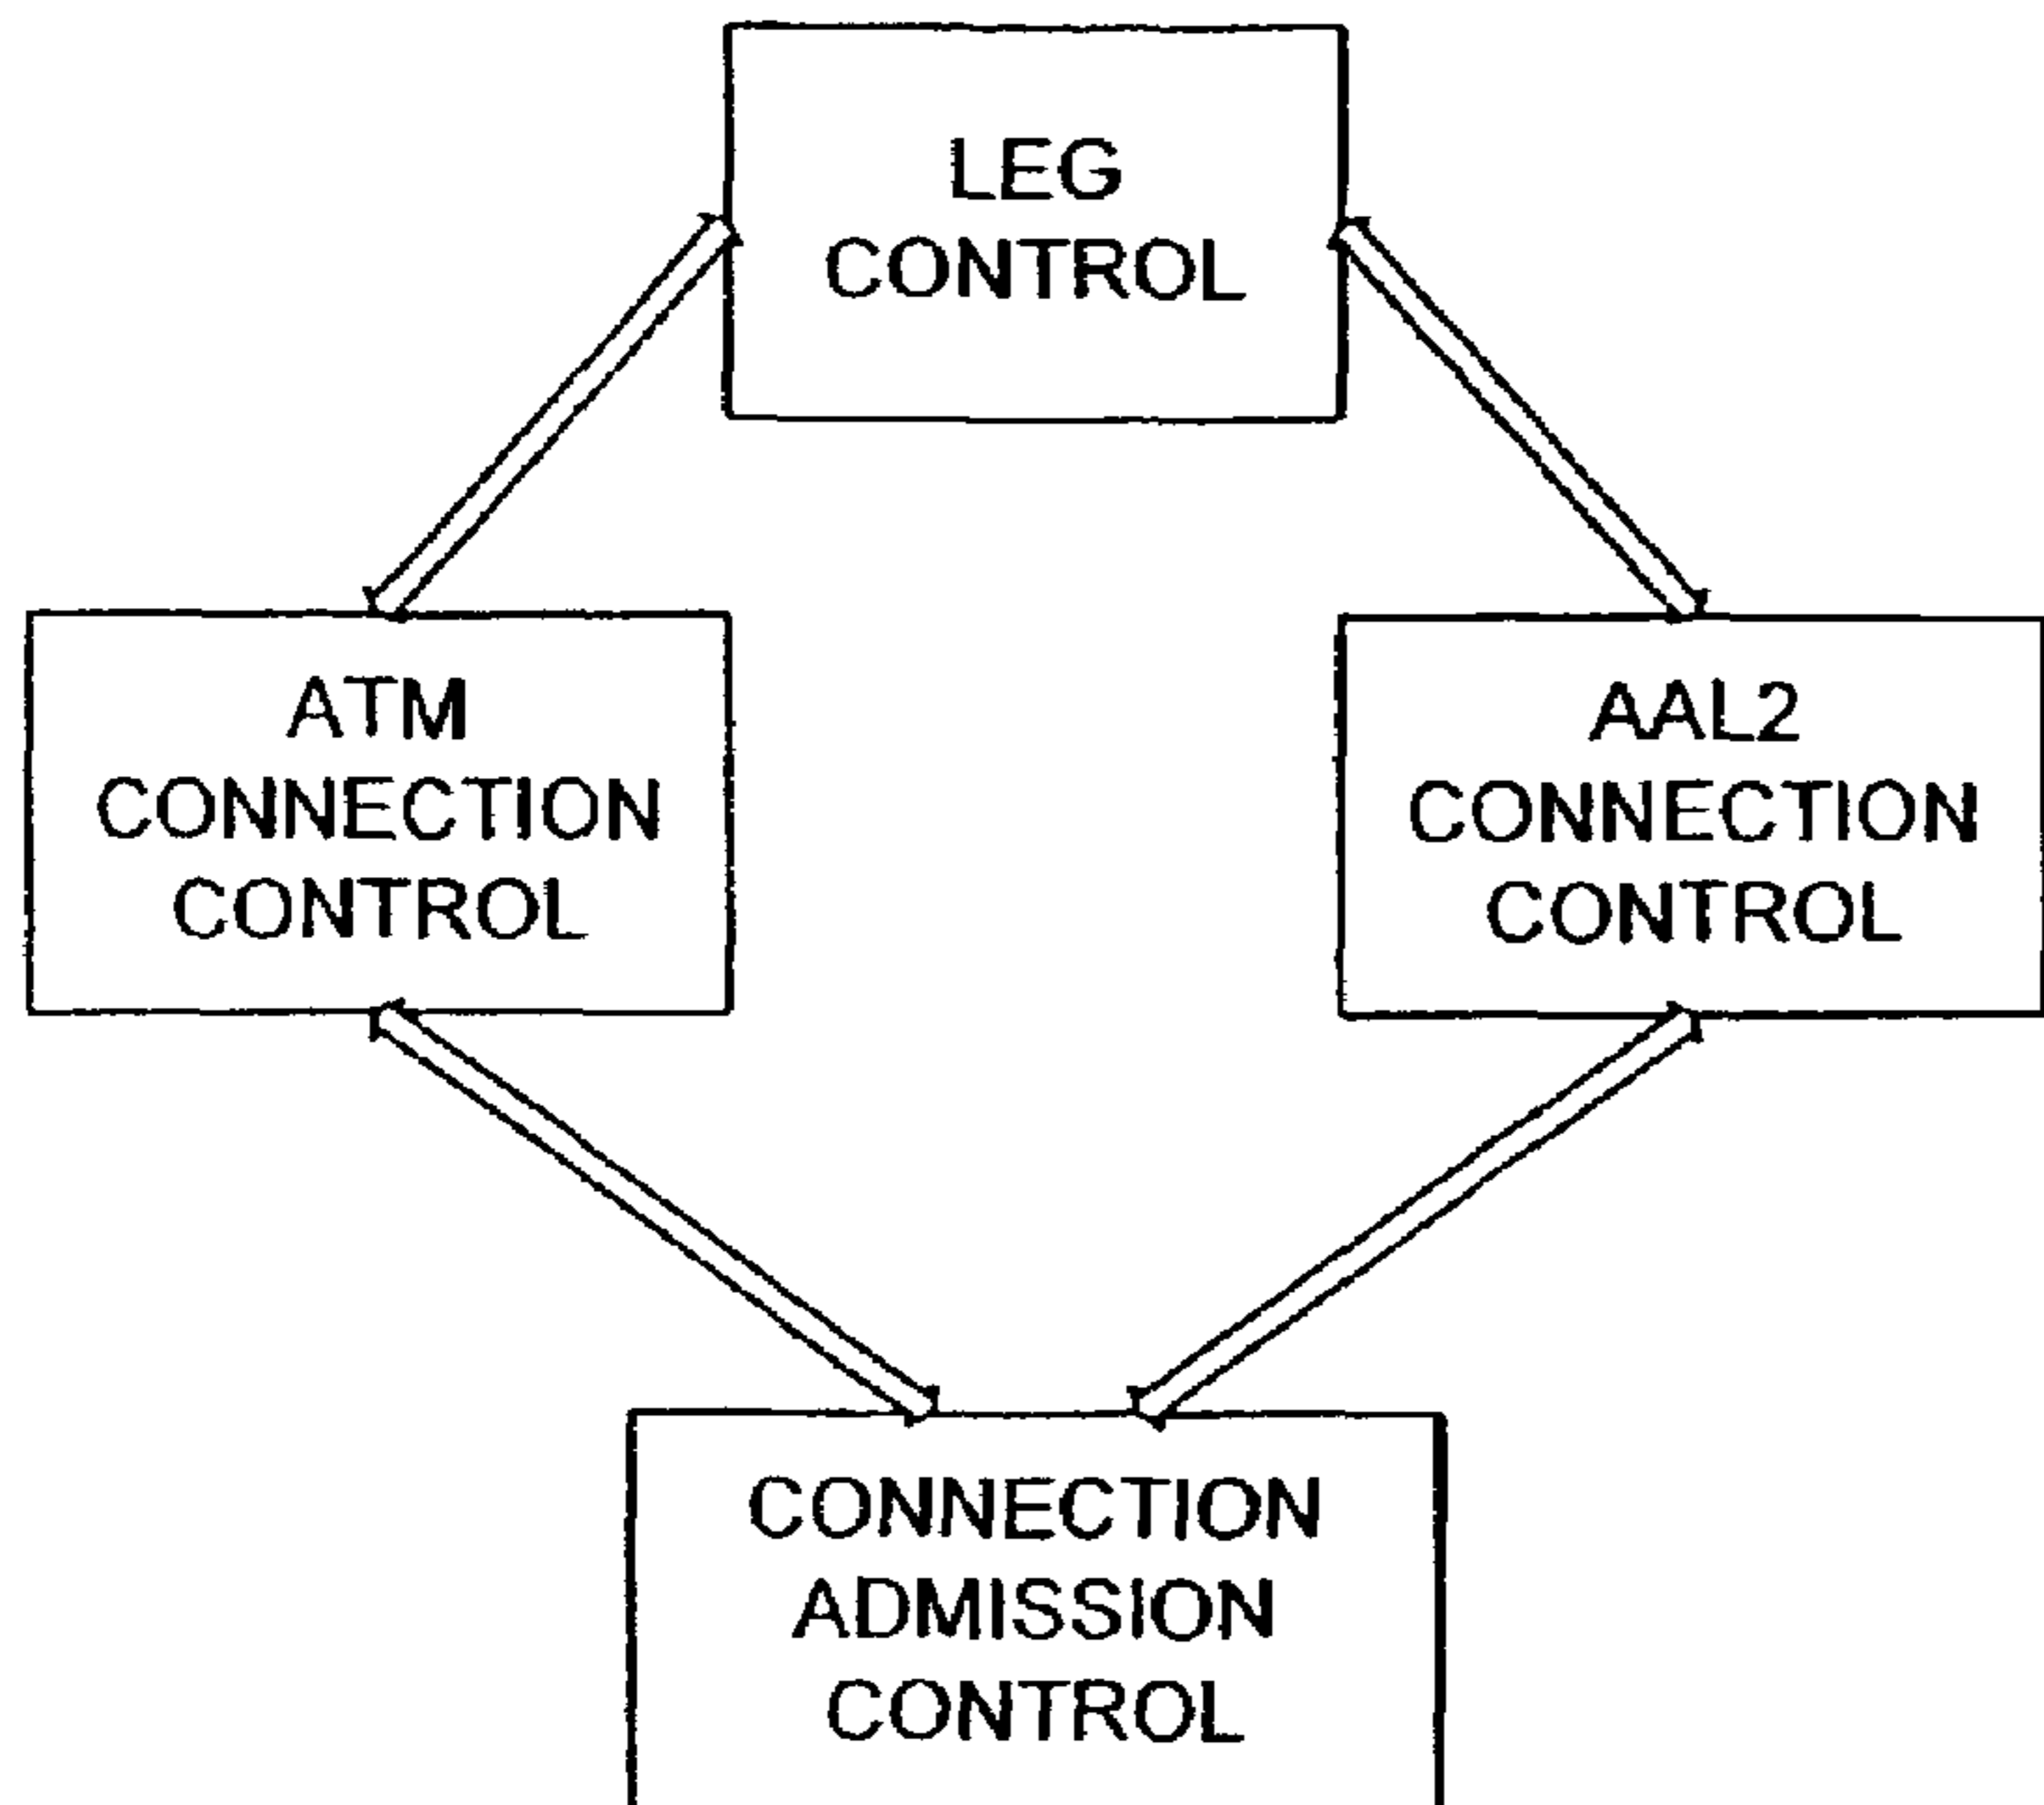 LEG
CONTROL
ATM
CONNECTION
CONTROL
AAL2
CONNECTION
CONTROL
CONNECTION
ADMISSION
CONTROL